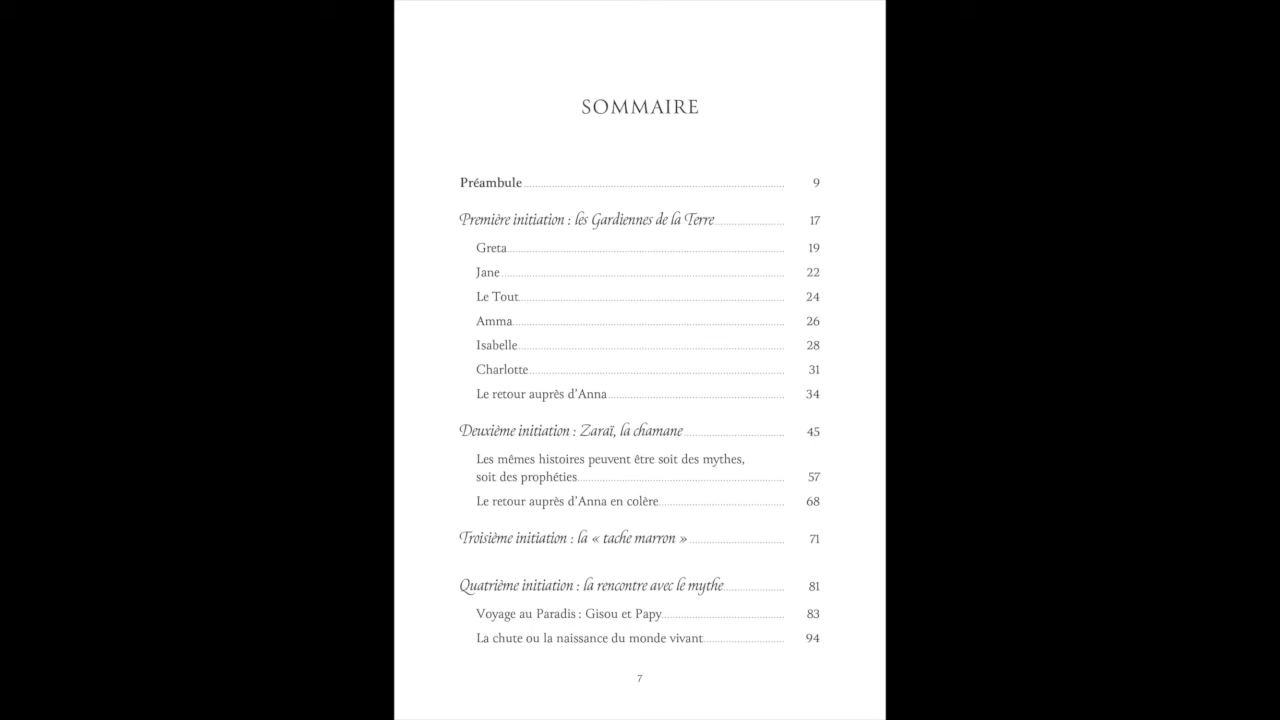 SOMMAIRE
Préambule 9
Première initiation : les Gardiennes de la Terre 17
Greta 19
Jane 22
Le Tout 24
Amma 26
Isabelle 28
Charlotte 31
Le retour auprès d’Anna 34
Deuxième initiation : Zaraï, la chamane 45
Les mêmes histoires peuvent être soit des mythes,
soit des prophéties 57
Le retour auprès d’Anna en colère 68
Troisième initiation : la « tache marron » 71
Quatrième initiation : la rencontre avec le mythe 81
Voyage au Paradis : Gisou et Papy 83
La chute ou la naissance du monde vivant 94
7